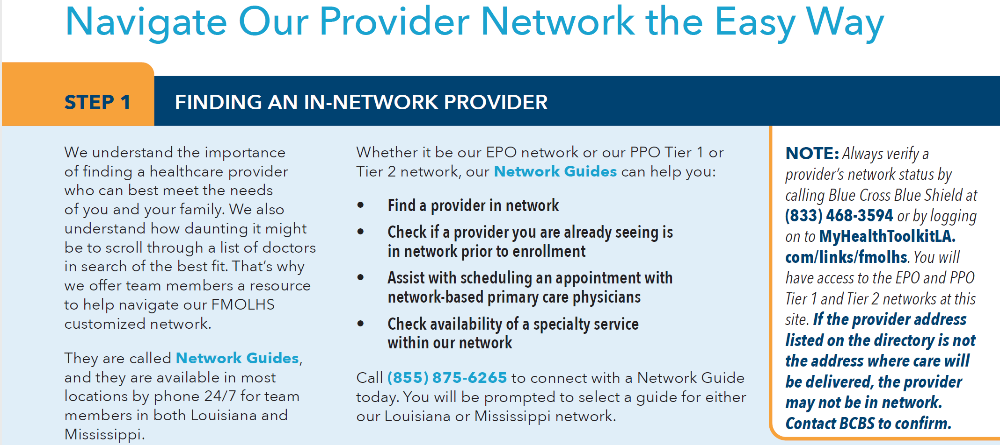 Navigate Our Provider Network the Easy Way
STEP 1
FINDING AN IN-NETWORK PROVIDER
We understand the importance
of finding a healthcare provider
who can best meet the needs
of you and your family. We also
understand how daunting it might
be to scroll through a list of doctors
in search of the best fit. That's why
we offer team members a resource
to help navigate our FMOLHS
customized network.
They are called Network Guides,
and they are available in most
locations by phone 24/7 for team
members in both Louisiana and
Mississippi.
Whether it be our EPO network or our PPO Tier 1 or
Tier 2 network, our Network Guides can help you:
• Find a provider in network
• Check if a provider you are already seeing is
in network prior to enrollment
• Assist with scheduling an appointment with
network-based primary care physicians
• Check availability of a specialty service
within our network
Call (855) 875-6265 to connect with a Network Guide
today. You will be prompted to select a guide for either
our Louisiana or Mississippi network.
NOTE: Always verify a
provider's network status by
calling Blue Cross Blue Shield at
(833) 468-3594 or by logging
on to MyHealthToolkitLA.
com/links/fmolhs. You will
have access to the EPO and PPO
Tier 1 and Tier 2 networks at this
site. If the provider address
listed on the directory is not
the address where care will
be delivered, the provider
may not be in network.
Contact BCBS to confirm.